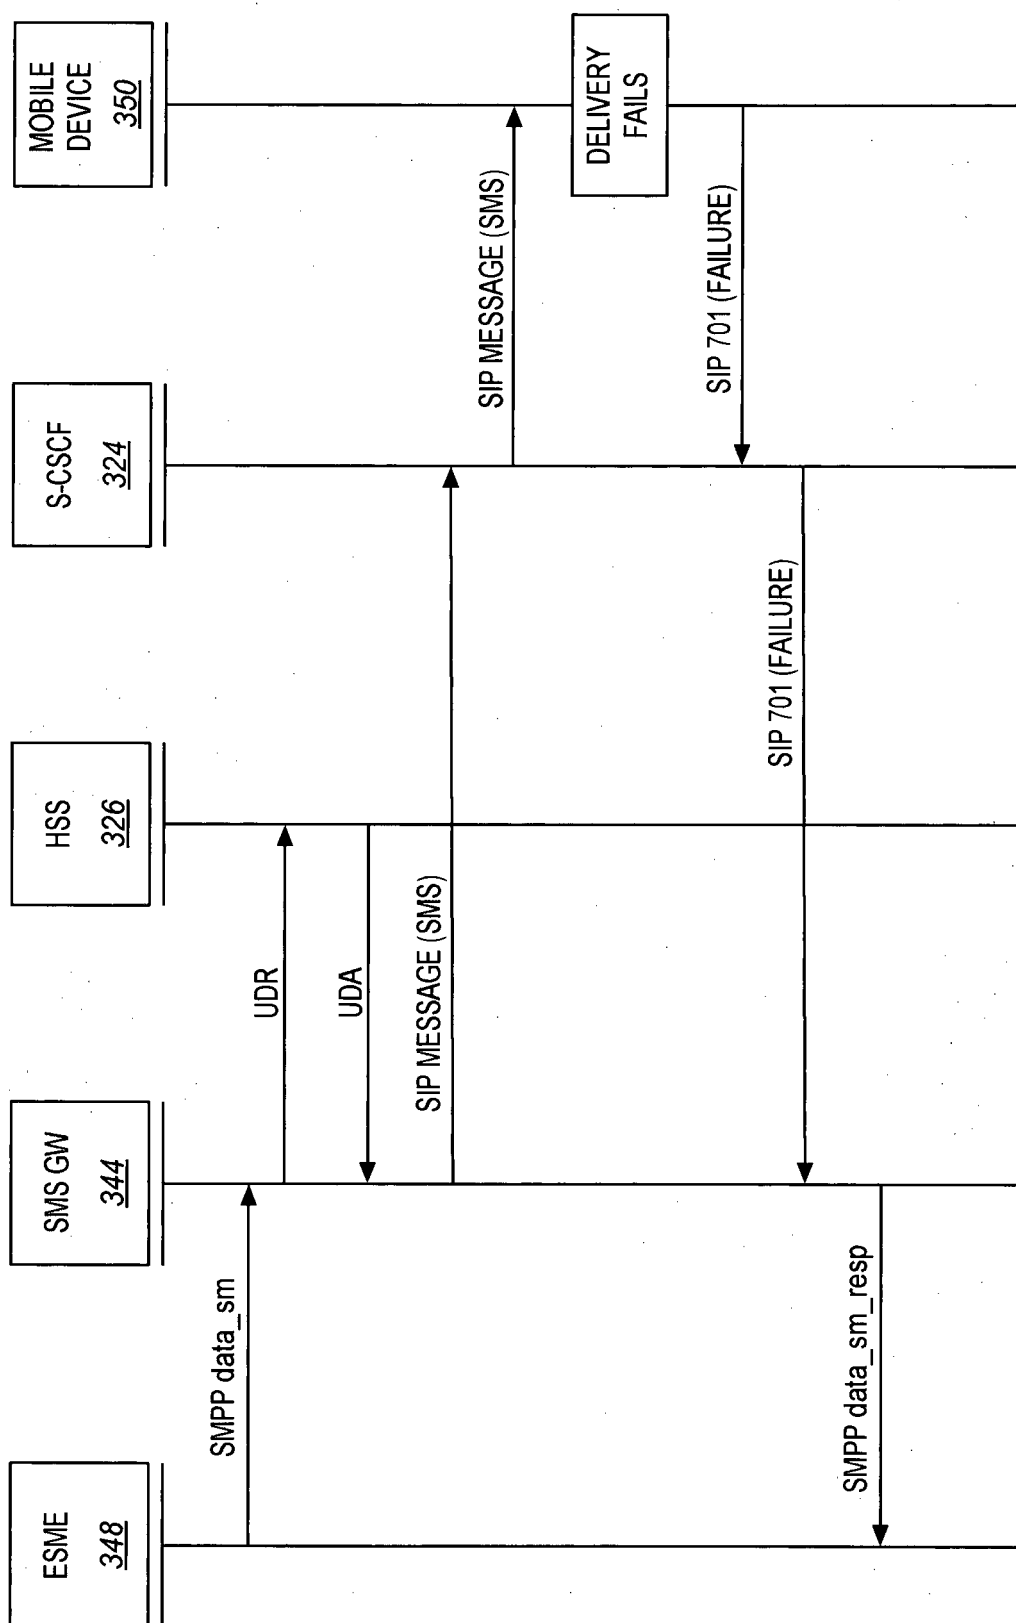 ESME
348
SMS GW
344
HSS
326
S-CSCF
324
MOBILE
DEVICE
350
SMPP data_sm
UDR
UDA
SIP MESSAGE (SMS)
SIP MESSAGE (SMS)
DELIVERY
FAILS
SIP 701 (FAILURE)
SIP 701 (FAILURE)
SMPP data_sm_resp